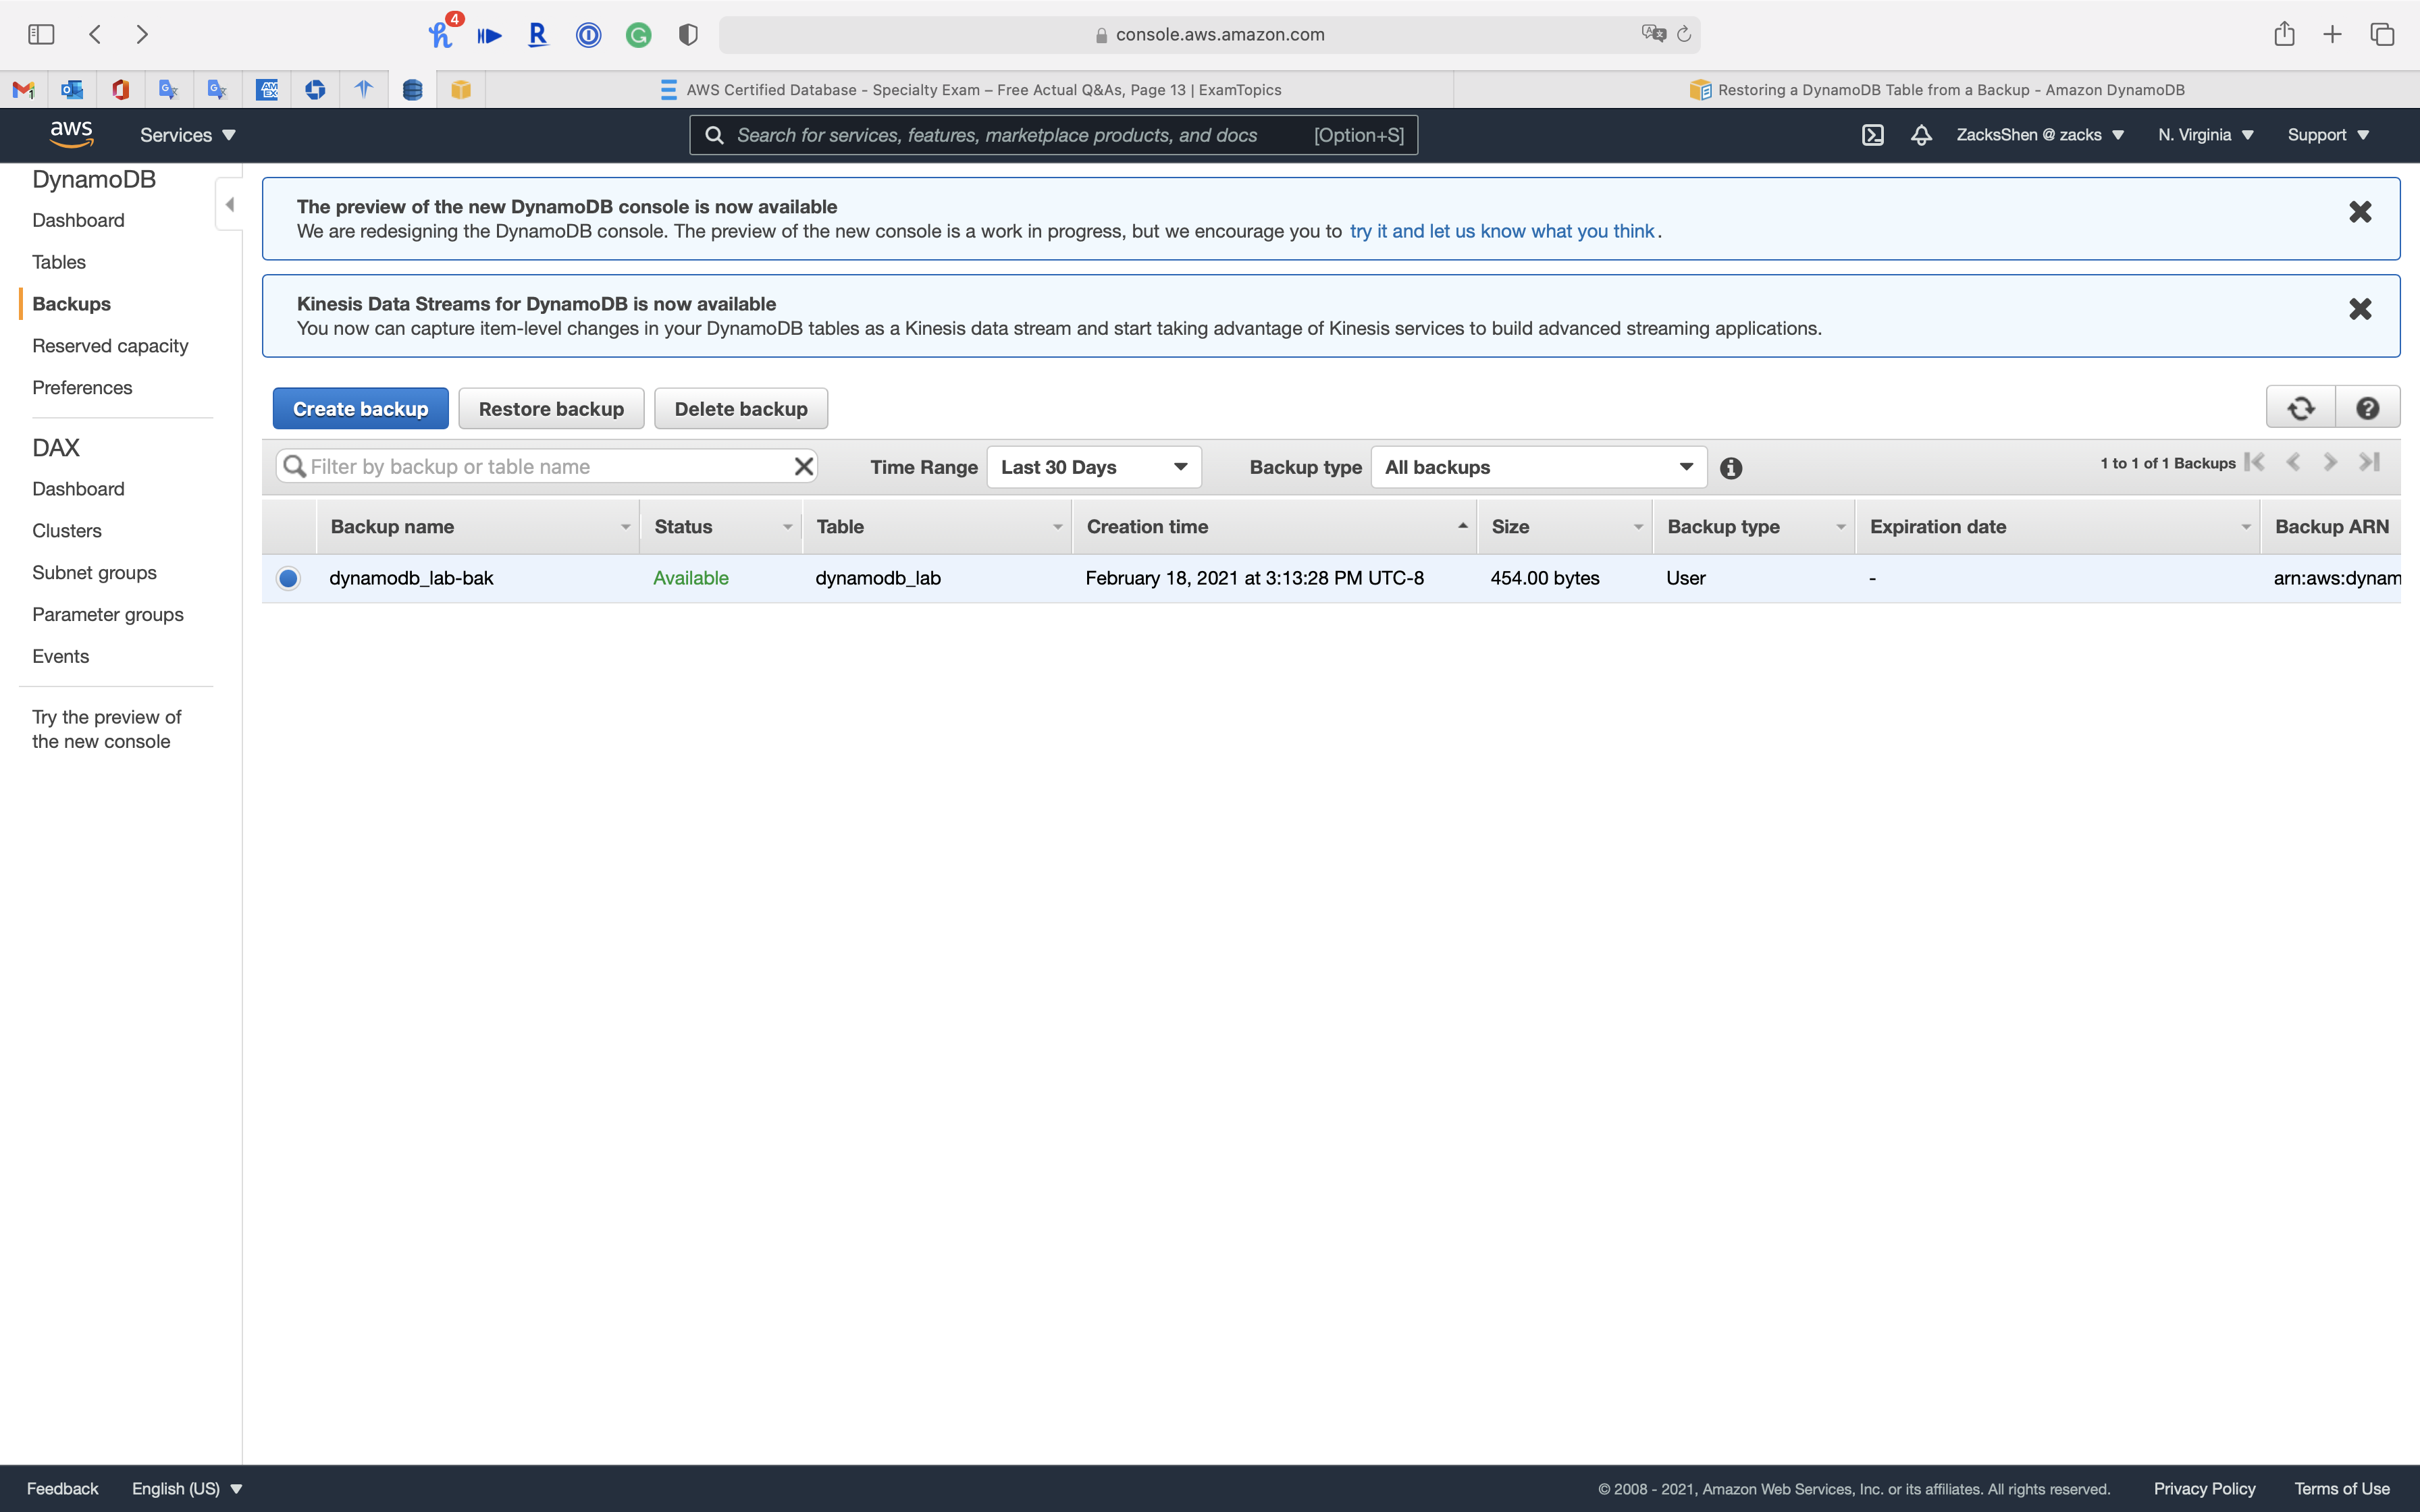 4
console.aws.amazon.com
AWS Certified Database - Specialty Exam – Free Actual Q&As, Page 13 | ExamTopics
Restoring a DynamoDB Table from a Backup - Amazon DynamoDB
aws
Services
Search for services, features, marketplace products, and docs
[Option+S]
ZacksShen @ zacks
N. Virginia
Support
DynamoDB
Dashboard
Tables
Backups
Reserved capacity
Preferences
DAX
Dashboard
Clusters
Subnet groups
Parameter groups
Events
Try the preview of
the new console
The preview of the new DynamoDB console is now available
We are redesigning the DynamoDB console. The preview of the new console is a work in progress, but we encourage you to try it and let us know what you think.
Kinesis Data Streams for DynamoDB is now available
You now can capture item-level changes in your DynamoDB tables as a Kinesis data stream and start taking advantage of Kinesis services to build advanced streaming applications.
Create backup
Restore backup
Delete backup
Filter by backup or table name
Time Range
Last 30 Days
Backup type
All backups
1 to 1 of 1 Backups
Backup name Status Table Creation time Size Backup type Expiration date Backup ARN
dynamodb_lab-bak Available dynamodb_lab February 18, 2021 at 3:13:28 PM UTC-8 454.00 bytes User - arn:aws:dynam
Feedback
English (US)
© 2008 - 2021, Amazon Web Services, Inc. or its affiliates. All rights reserved.
Privacy Policy
Terms of Use